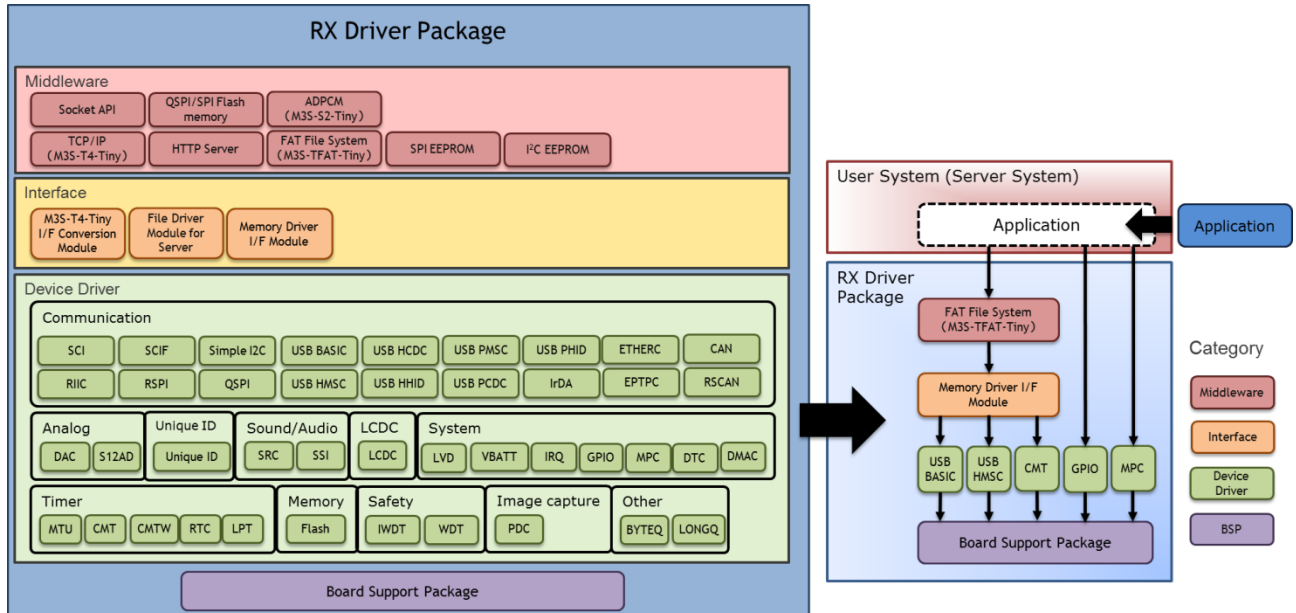 RX Driver Package
Middleware
Socket API
QSPI/SPI Flash
memory
ADPCM
(M3S-S2-Tiny)
TCP/IP
(M3S-T4-Tiny)
HTTP Server
FAT File System
(M3S-TFAT-Tiny)
SPI EEPROM
I²C EEPROM
Interface
M3S-T4-Tiny
I/F Conversion
Module
File Driver
Module for
Server
Memory Driver
I/F Module
Device Driver
Communication
SCI
SCIF
Simple I2C
USB BASIC
USB HCDC
USB PMSC
USB PHID
ETHERC
CAN
RIIC
RSPI
QSPI
USB HMSC
USB HHID
USB PCDC
IrDA
EPTPC
RSCAN
Analog
DAC
S12AD
Unique ID
Unique ID
Sound/Audio
SRC
SSI
LCDC
LCDC
System
LVD
VBATT
IRQ
GPIO
MPC
DTC
DMAC
Timer
MTU
CMT
CMTW
RTC
LPT
Memory
Flash
Safety
IWDT
WDT
Image capture
PDC
Other
BYTEQ
LONGQ
Board Support Package
User System (Server System)
Application
Application
RX Driver
Package
FAT File System
(M3S-TFAT-Tiny)
Memory Driver I/F
Module
USB
BASIC
USB
HMSC
CMT
GPIO
MPC
Board Support Package
Category
Middleware
Interface
Device
Driver
BSP